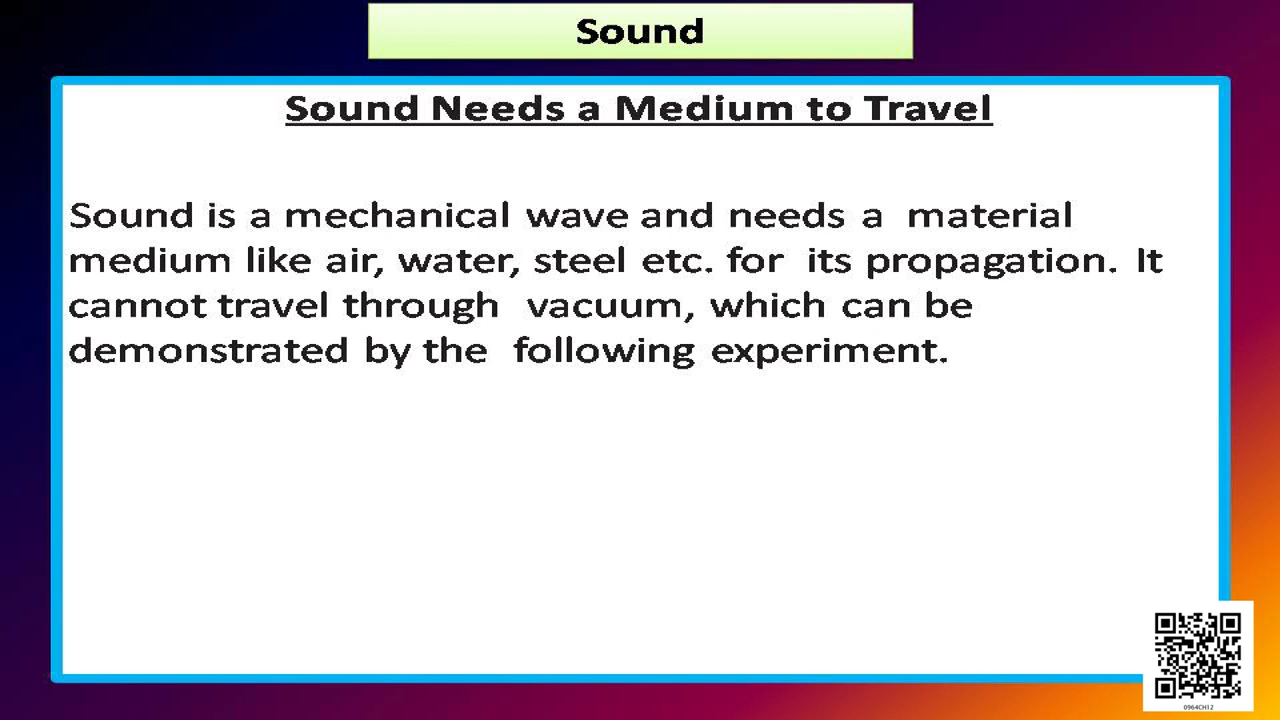 Sound
Sound Needs a Medium to Travel
Sound is a mechanical wave and needs a material
medium like air, water, steel etc. for its propagation. It
cannot travel through vacuum, which can be
demonstrated by the following experiment.
0964CH12